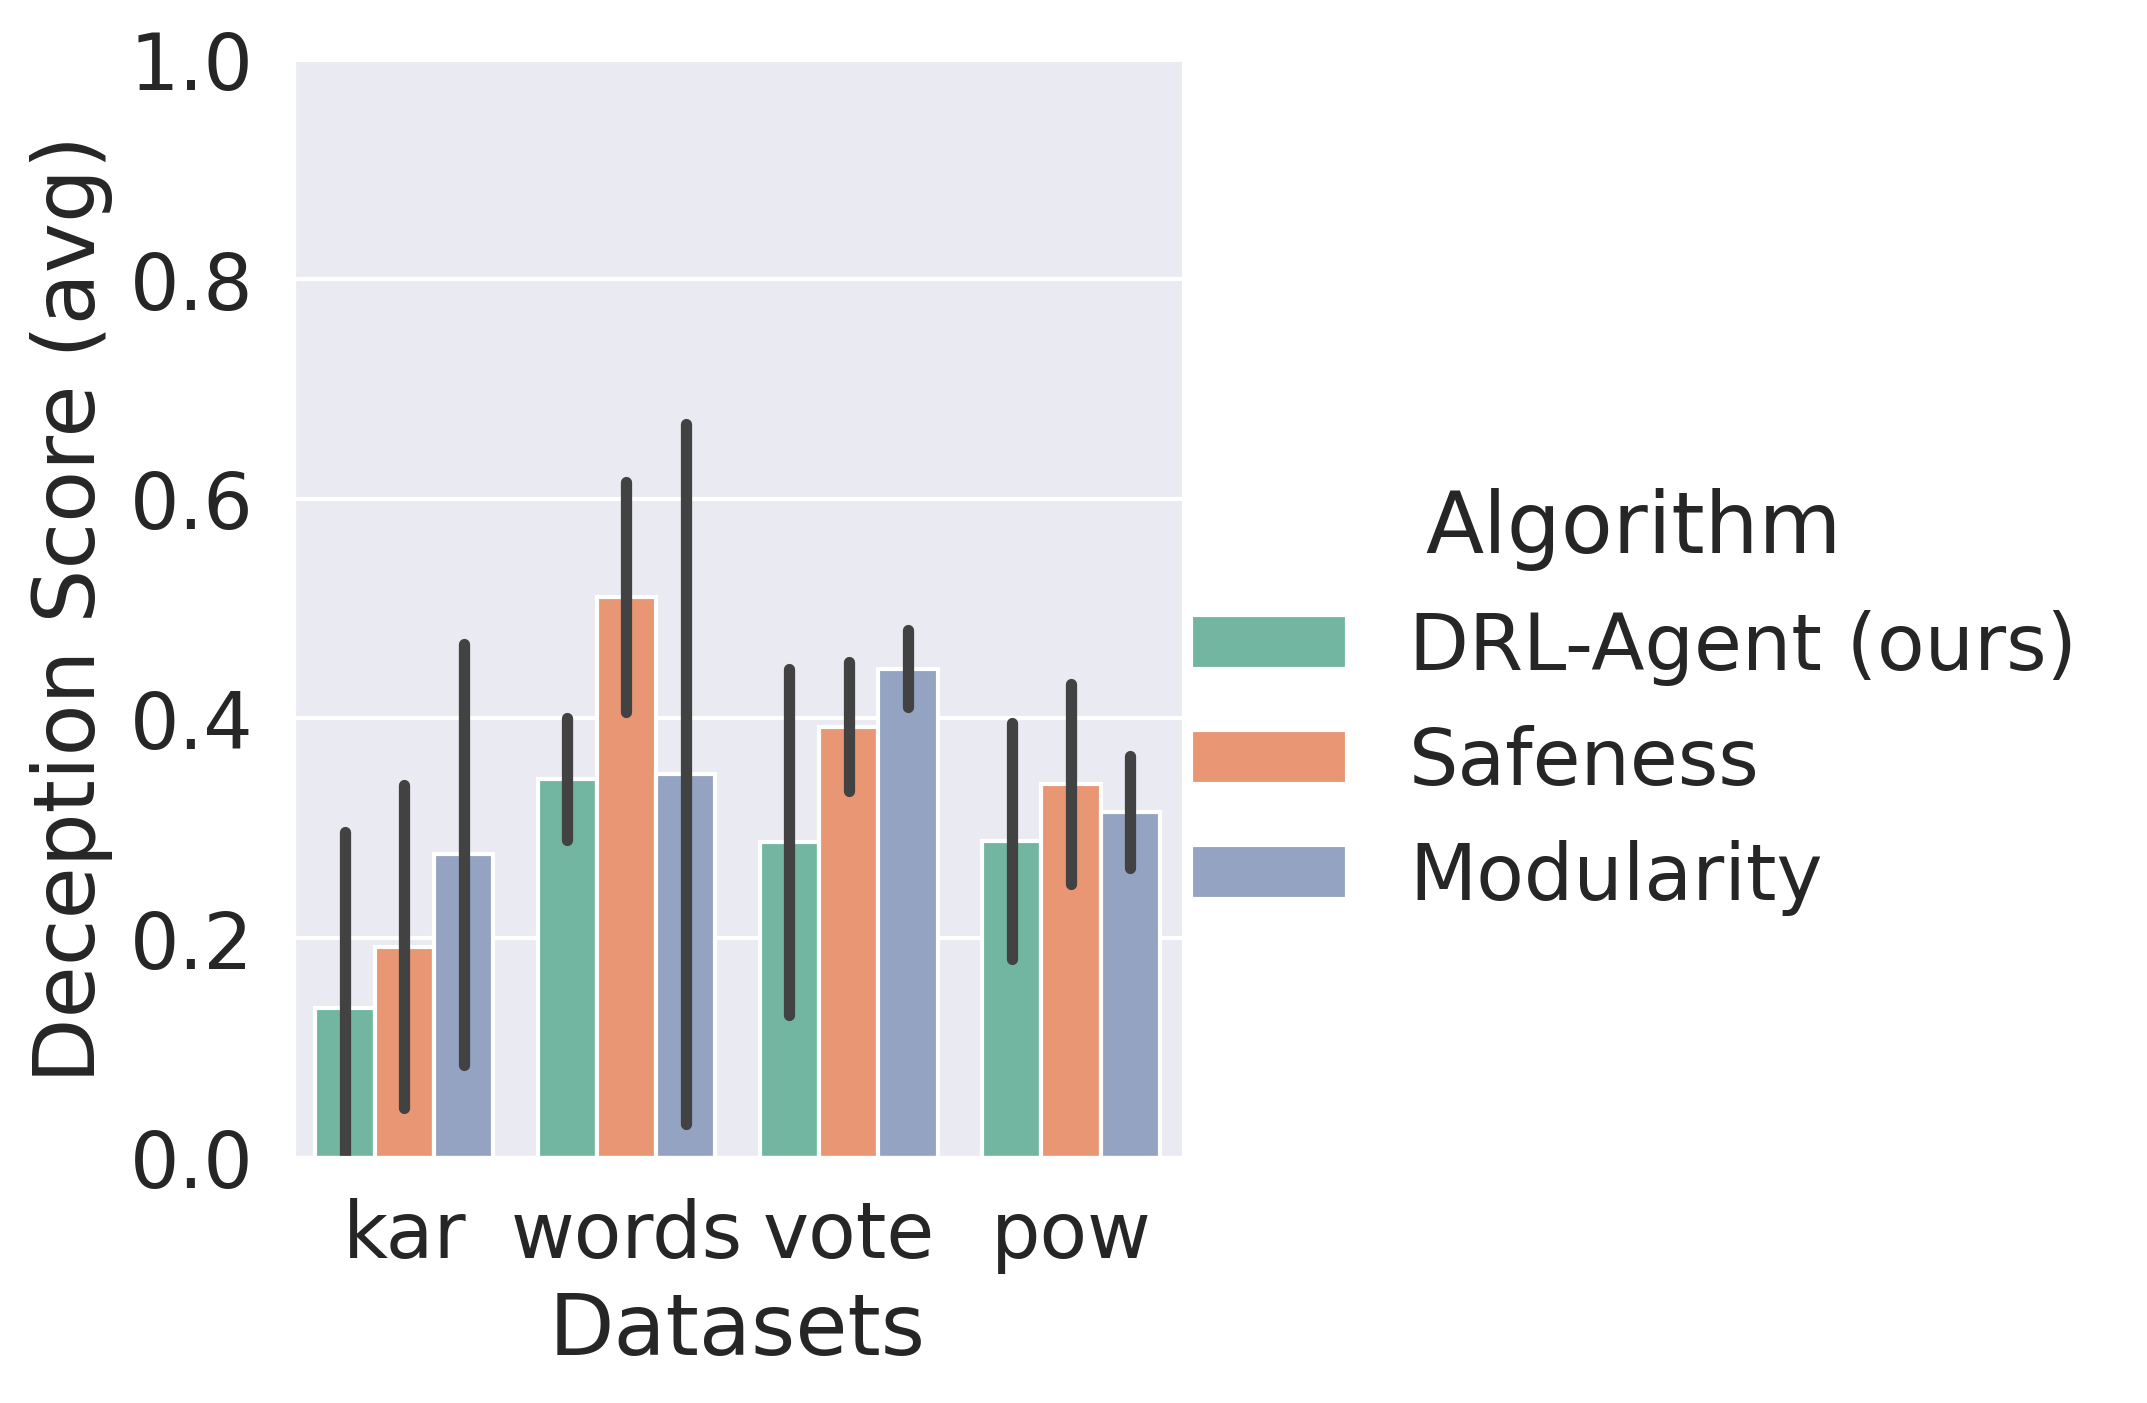 Deception Score (avg)
1.0
0.8
0.6
0.4
0.2
0.0
kar words vote pow
Datasets
Algorithm
DRL-Agent (ours)
Safeness
Modularity